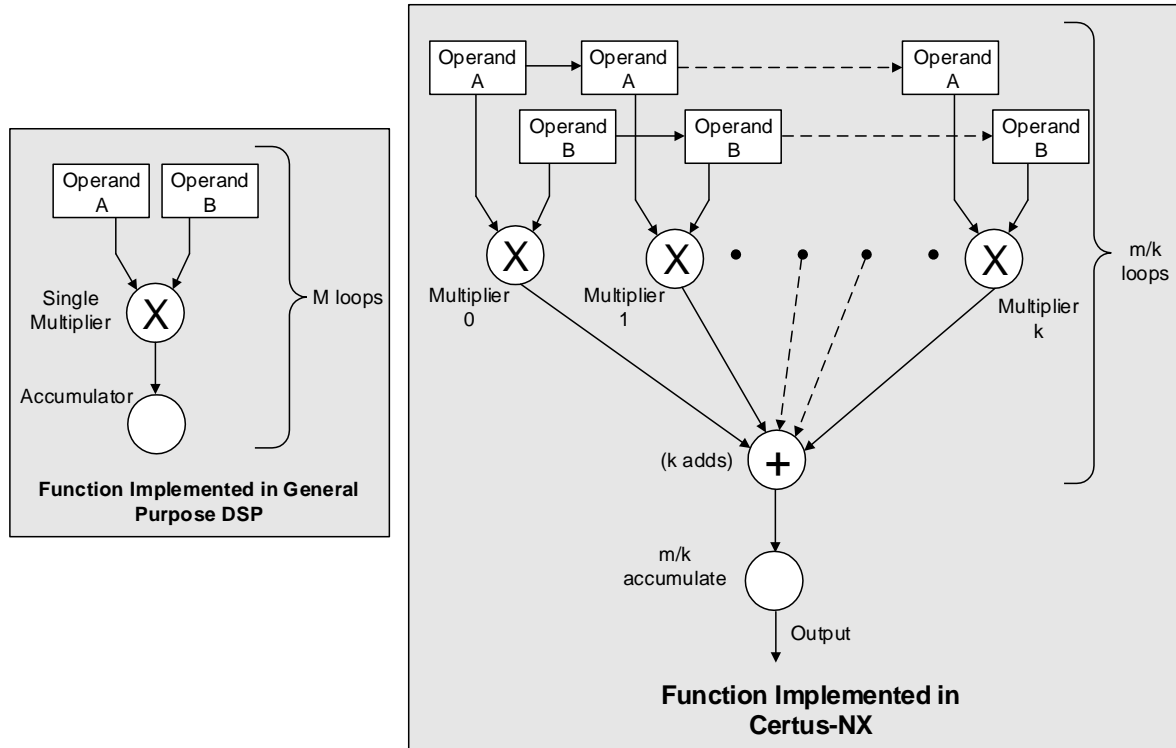 Operand
A
Operand
B
Single
Multiplier
X
M loops
Accumulator
Function Implemented in General
Purpose DSP
Operand
A
Operand
A
Operand
A
Operand
B
Operand
B
Operand
B
X
X
X
Multiplier
0
Multiplier
1
Multiplier
k
m/k
loops
(k adds)
+
m/k
accumulate
Output
Function Implemented in
Certus-NX